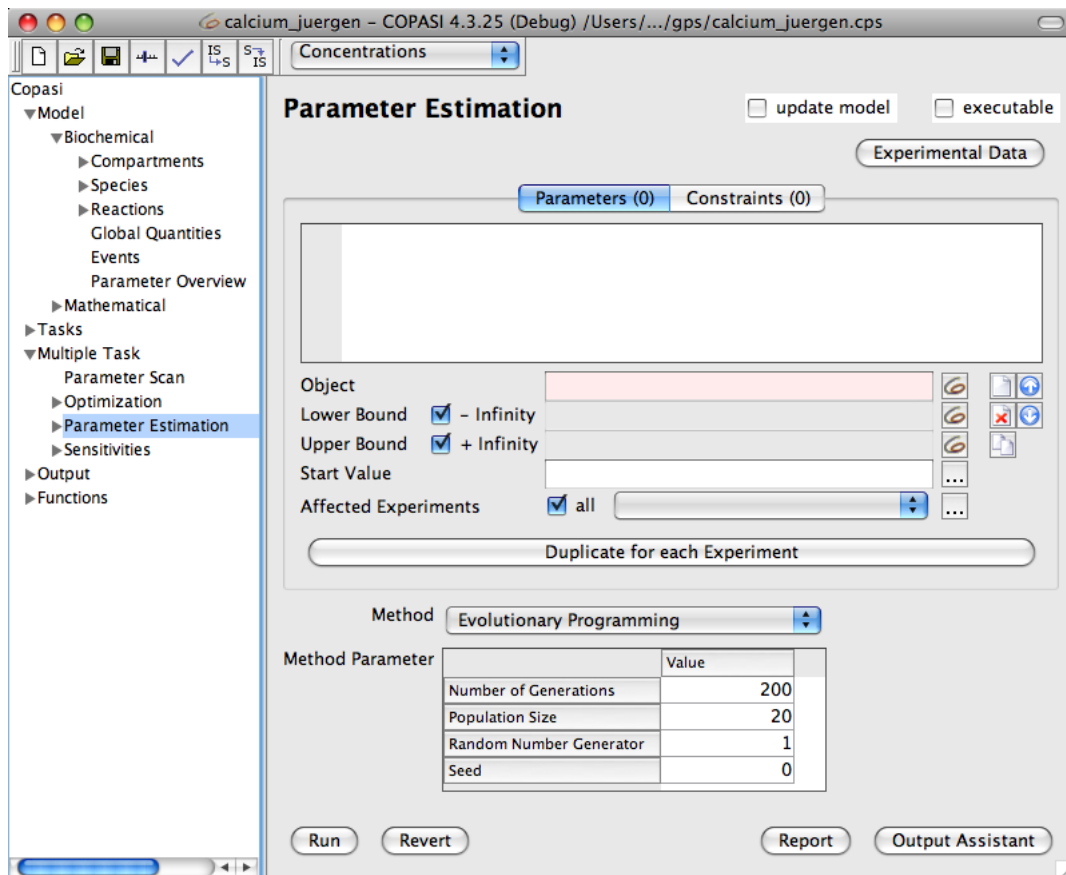 calcium_juergen – COPASI 4.3.25 (Debug) /Users/.../gps/calcium_juergen.cps
IS S S IS Concentrations
Copasi
Model
Biochemical
Compartments
Species
Reactions
Global Quantities
Events
Parameter Overview
Mathematical
Tasks
Multiple Task
Parameter Scan
Optimization
Parameter Estimation
Sensitivities
Output
Functions
Parameter Estimation update model executable
Experimental Data
Parameters (0) Constraints (0)
Object
Lower Bound – Infinity
Upper Bound + Infinity
Start Value ...
Affected Experiments all ...
Duplicate for each Experiment
Method Evolutionary Programming
Method Parameter Value
Number of Generations 200
Population Size 20
Random Number Generator 1
Seed 0
Run Revert Report Output Assistant